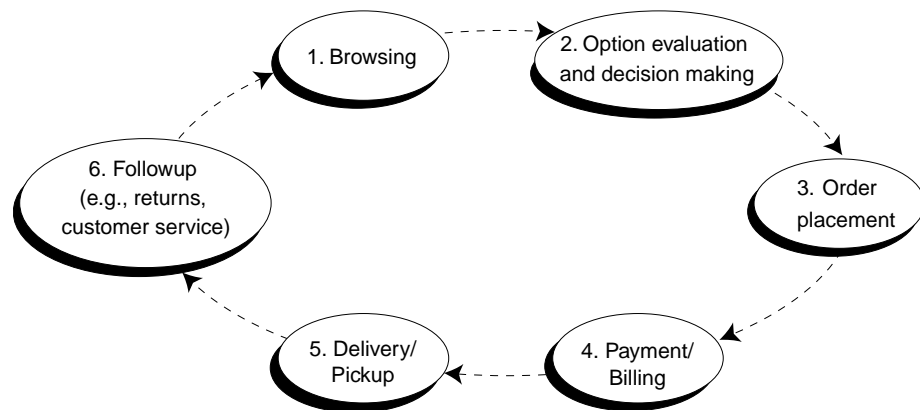 1. Browsing
2. Option evaluation
and decision making
3. Order
placement
4. Payment/
Billing
5. Delivery/
Pickup
6. Followup
(e.g., returns,
customer service)